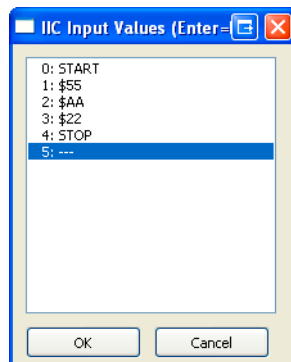 IIC Input Values (Enter=
0: START
1: $55
2: $AA
3: $22
4: STOP
5: ---
OK
Cancel